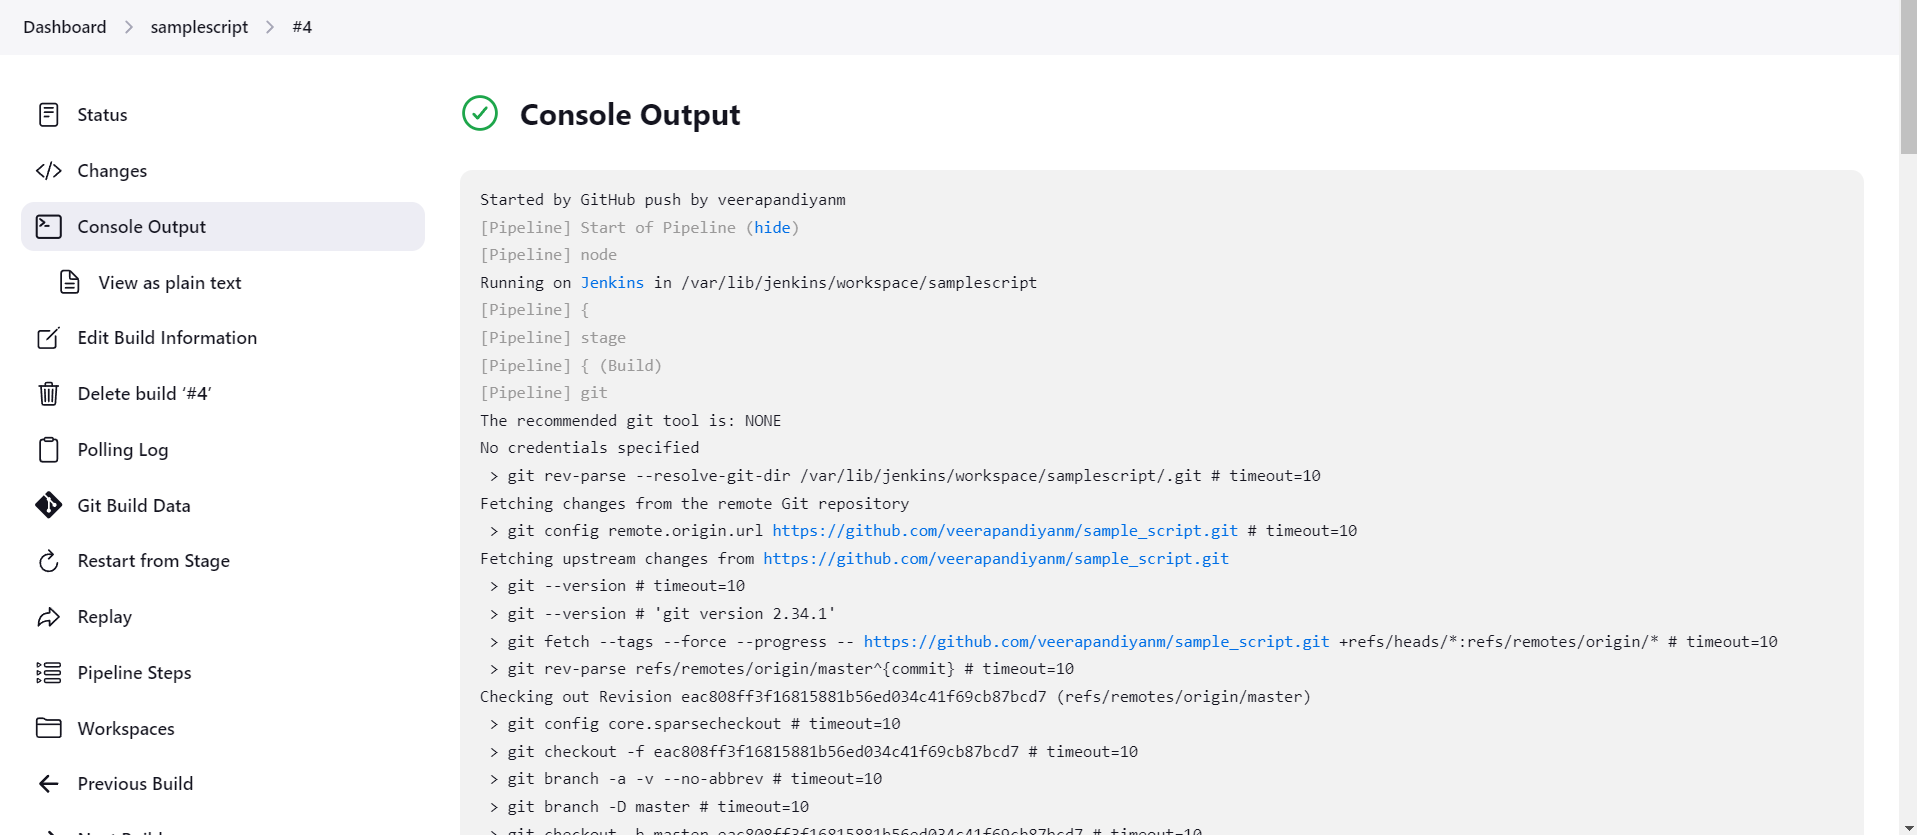 Dashboard > samplescript > #4
Status
Changes
Console Output
View as plain text
Edit Build Information
Delete build ‘#4’
Polling Log
Git Build Data
Restart from Stage
Replay
Pipeline Steps
Workspaces
Previous Build
Next Build
Console Output
Started by GitHub push by veerapandiyanm
[Pipeline] Start of Pipeline (hide)
[Pipeline] node
Running on Jenkins in /var/lib/jenkins/workspace/samplescript
[Pipeline] {
[Pipeline] stage
[Pipeline] { (Build)
[Pipeline] git
The recommended git tool is: NONE
No credentials specified
> git rev-parse --resolve-git-dir /var/lib/jenkins/workspace/samplescript/.git # timeout=10
Fetching changes from the remote Git repository
> git config remote.origin.url https://github.com/veerapandiyanm/sample_script.git # timeout=10
Fetching upstream changes from https://github.com/veerapandiyanm/sample_script.git
> git --version # timeout=10
> git --version # 'git version 2.34.1'
> git fetch --tags --force --progress -- https://github.com/veerapandiyanm/sample_script.git +refs/heads/*:refs/remotes/origin/* # timeout=10
> git rev-parse refs/remotes/origin/master^{commit} # timeout=10
Checking out Revision eac808ff3f16815881b56ed034c41f69cb87bcd7 (refs/remotes/origin/master)
> git config core.sparsecheckout # timeout=10
> git checkout -f eac808ff3f16815881b56ed034c41f69cb87bcd7 # timeout=10
> git branch -a -v --no-abbrev # timeout=10
> git branch -D master # timeout=10
> git checkout -b master eac808ff3f16815881b56ed034c41f69cb87bcd7 # timeout=10